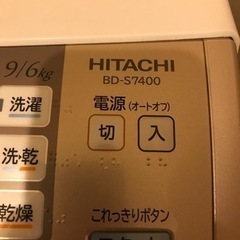 9/6kg
HITACHI
BD-S7400
洗濯
電源(オートオフ)
切 入
洗・乾
乾燥
これっきりボタン